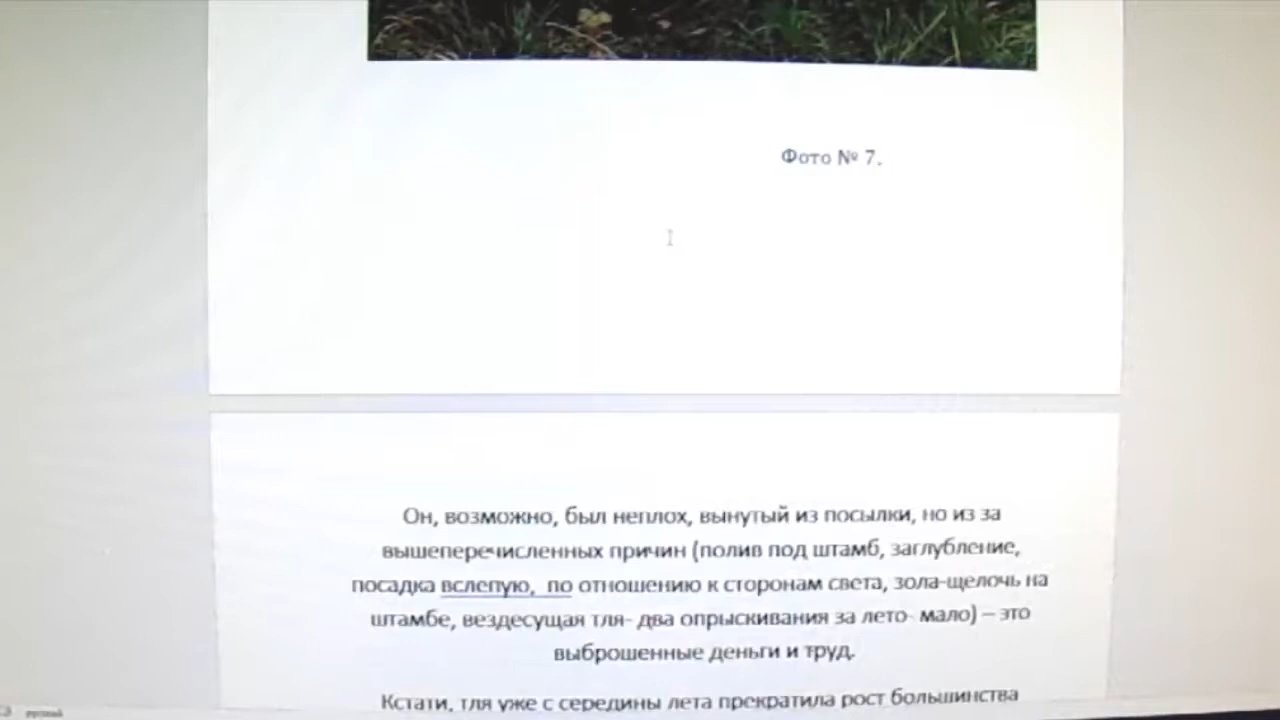 Фото № 7.
Он, возможно, был неплох, вынутый из посылки, но из за
вышеперечисленных причин (полив под штамб, заглубление,
посадка вслепую,  по отношению к сторонам света, зола-щелочь на
штамбе, вездесущая тля- два опрыскивания за лето- мало) – это
выброшенные деньги и труд.
Кстати, тля уже с середины лета прекратила рост большинства
русский